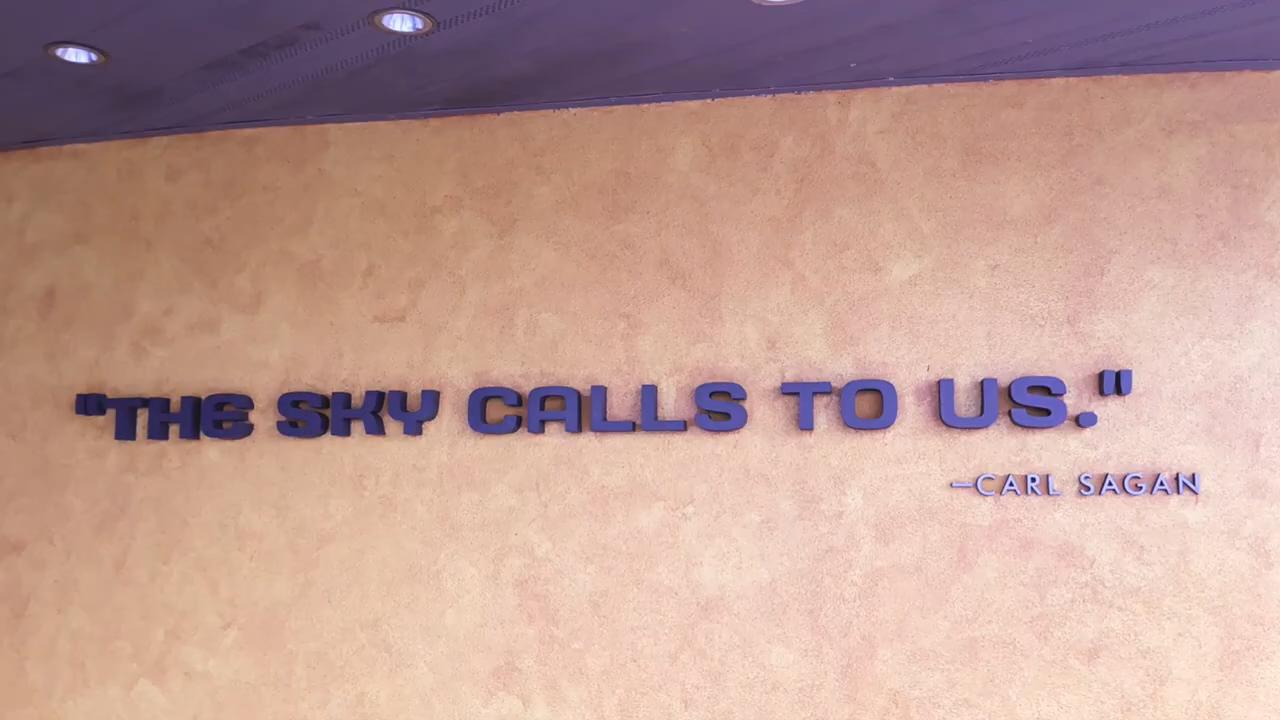 "THE SKY CALLS TO US."
—CARL SAGAN